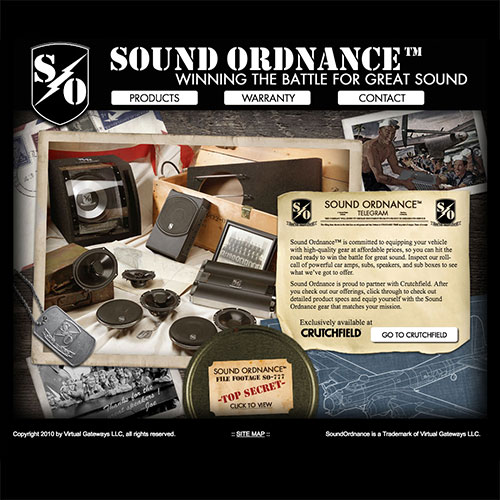 S/O
SOUND ORDNANCE™
WINNING THE BATTLE FOR GREAT SOUND
PRODUCTS
WARRANTY
CONTACT
S/O
SOUND ORDNANCE™
TELEGRAM
S/O
Sound Ordnance™ is committed to equipping your vehicle
with high-quality gear at affordable prices, so you can hit the
road ready to win the battle for great sound. Inspect our roll-
call of powerful car amps, subs, speakers, and sub boxes to see
what we've got to offer.
Sound Ordnance is proud to partner with Crutchfield. After
you check out our offerings, click through to check out
detailed product specs and equip yourself with the Sound
Ordnance gear that matches your mission.
Exclusively available at
CRUTCHFIELD
GO TO CRUTCHFIELD
S/O
Thanks for the
speakers!
SOUND ORDNANCE™
FILE FOOTAGE SO-777
-TOP SECRET-
CLICK TO VIEW
Copyright 2010 by Virtual Gateways LLC, all rights reserved.
:: SITE MAP ::
SoundOrdnance is a Trademark of Virtual Gateways LLC.